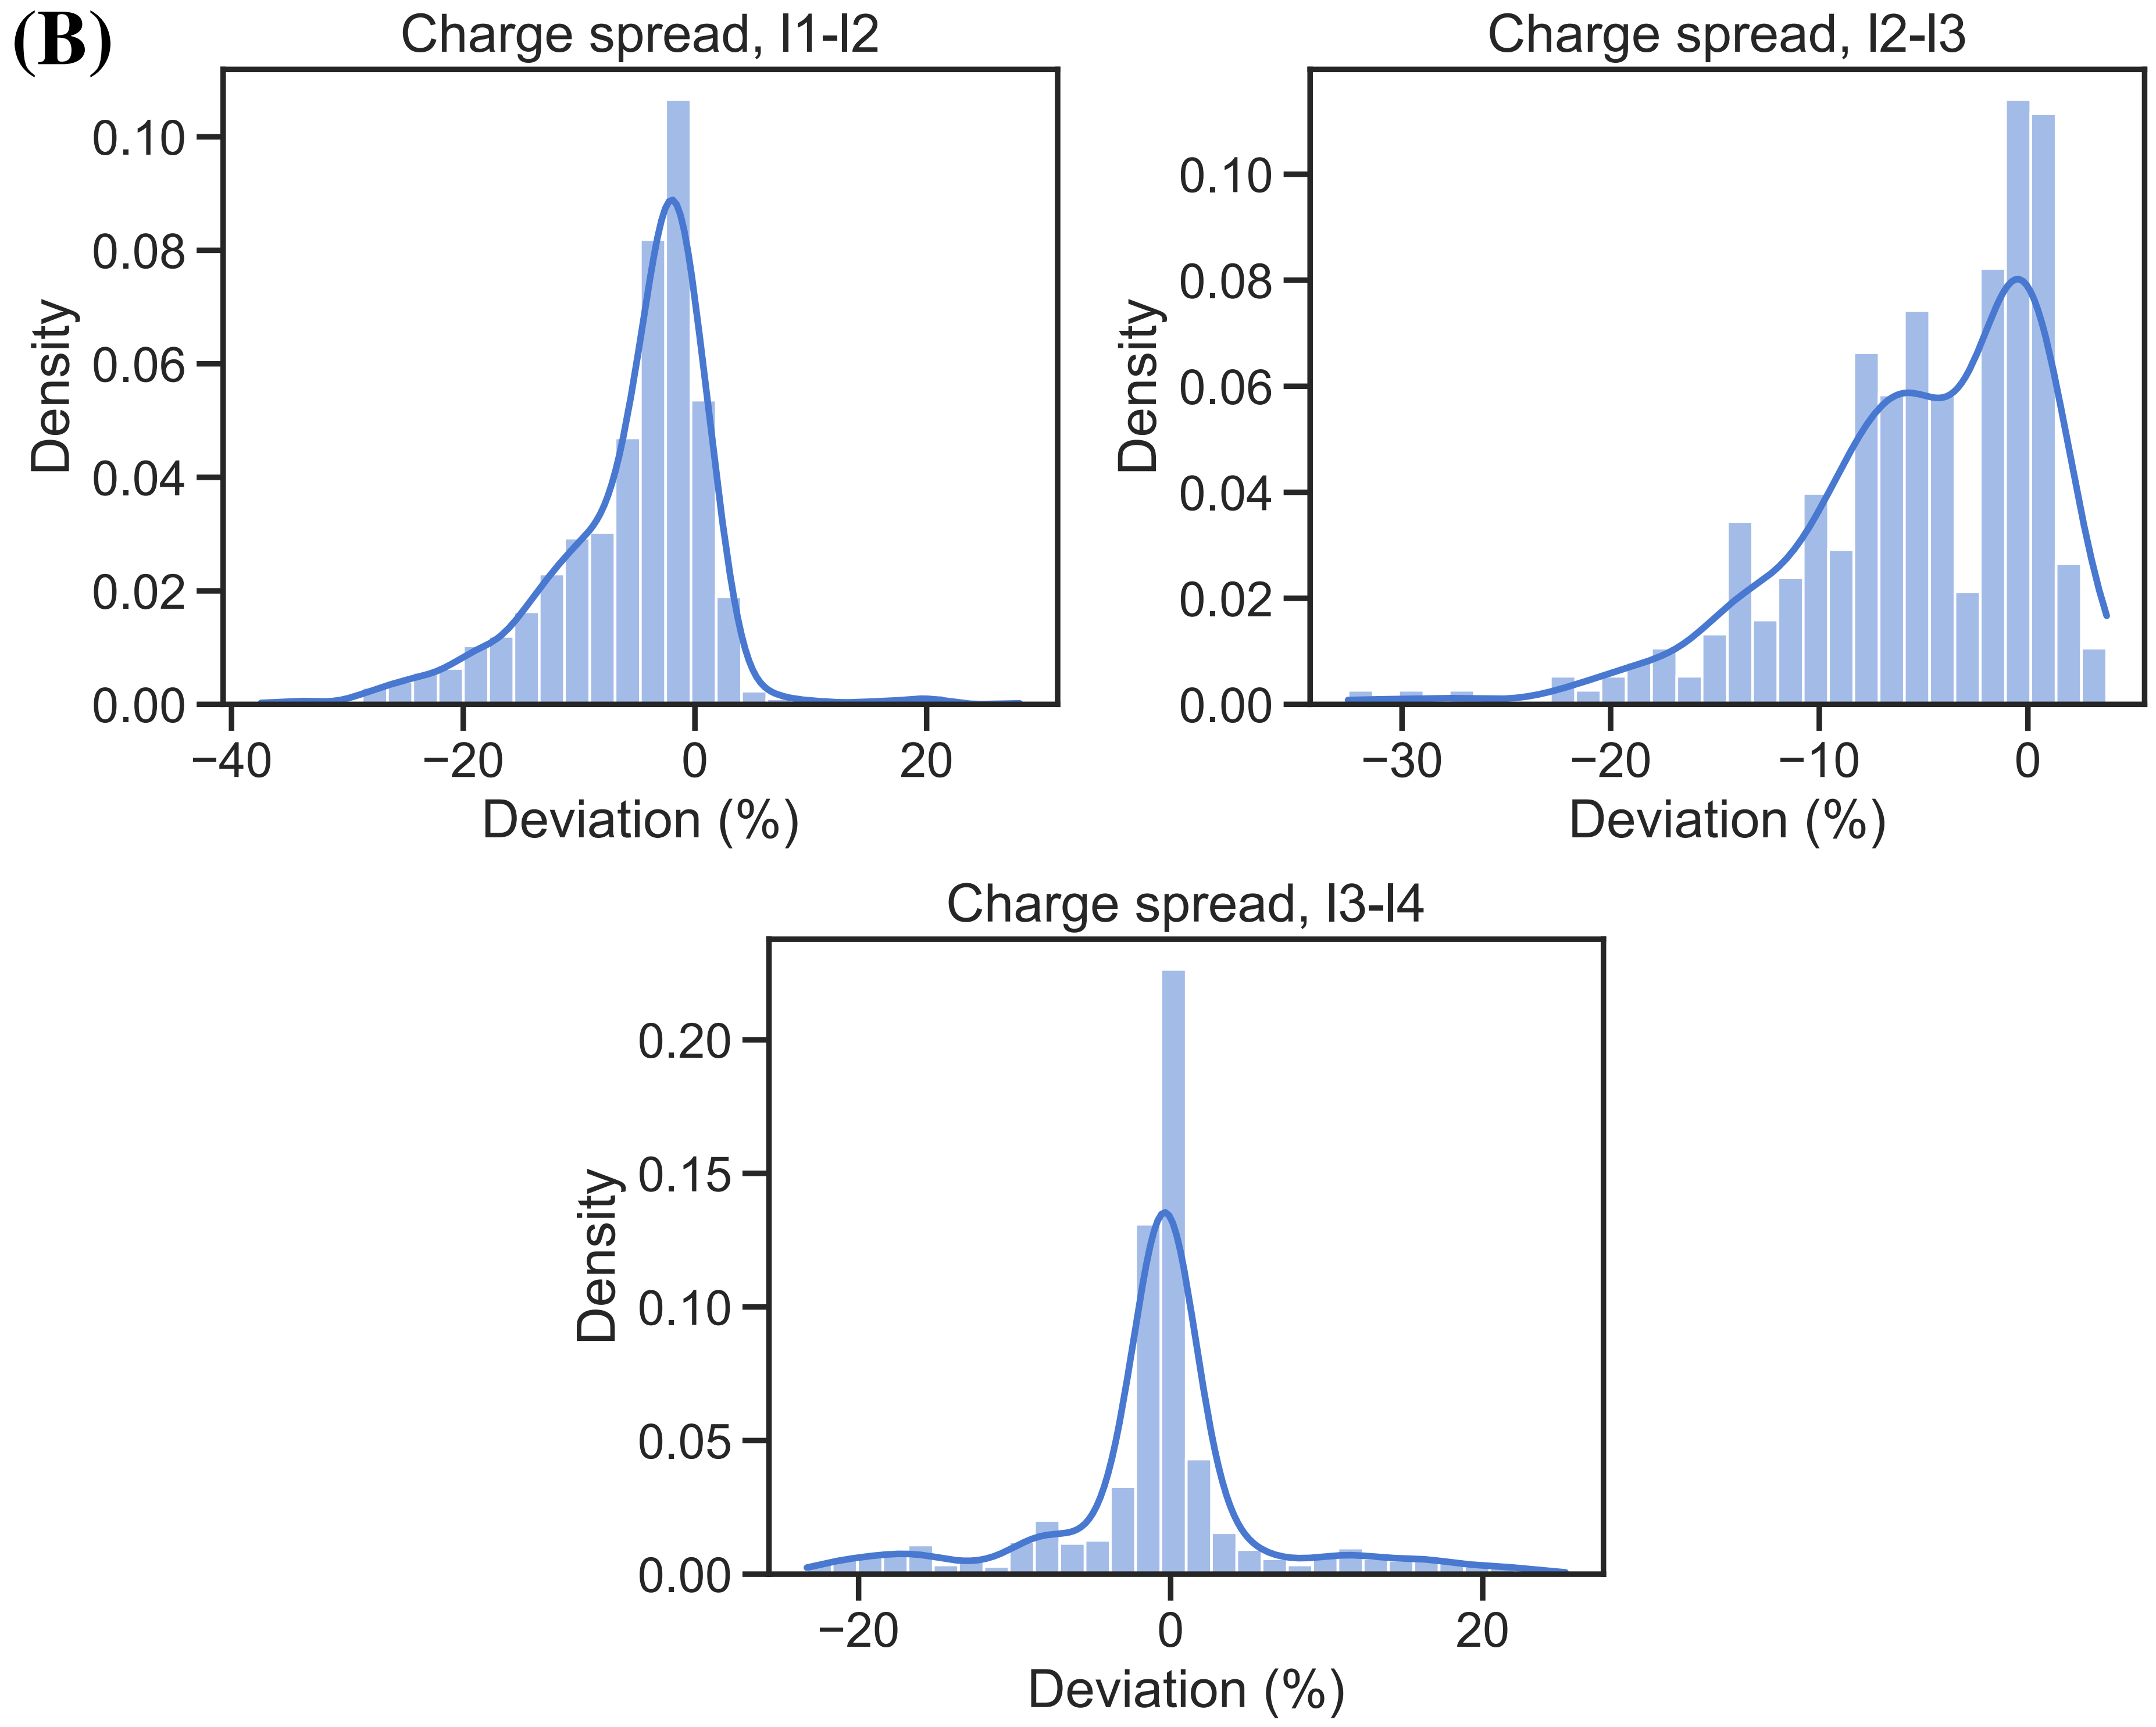 (B)
Charge spread, I1-I2
Density
0.10
0.08
0.06
0.04
0.02
0.00
−40 −20 0 20
Deviation (%)
Charge spread, I2-I3
Density
0.10
0.08
0.06
0.04
0.02
0.00
−30 −20 −10 0
Deviation (%)
Charge spread, I3-I4
Density
0.20
0.15
0.10
0.05
0.00
−20 0 20
Deviation (%)